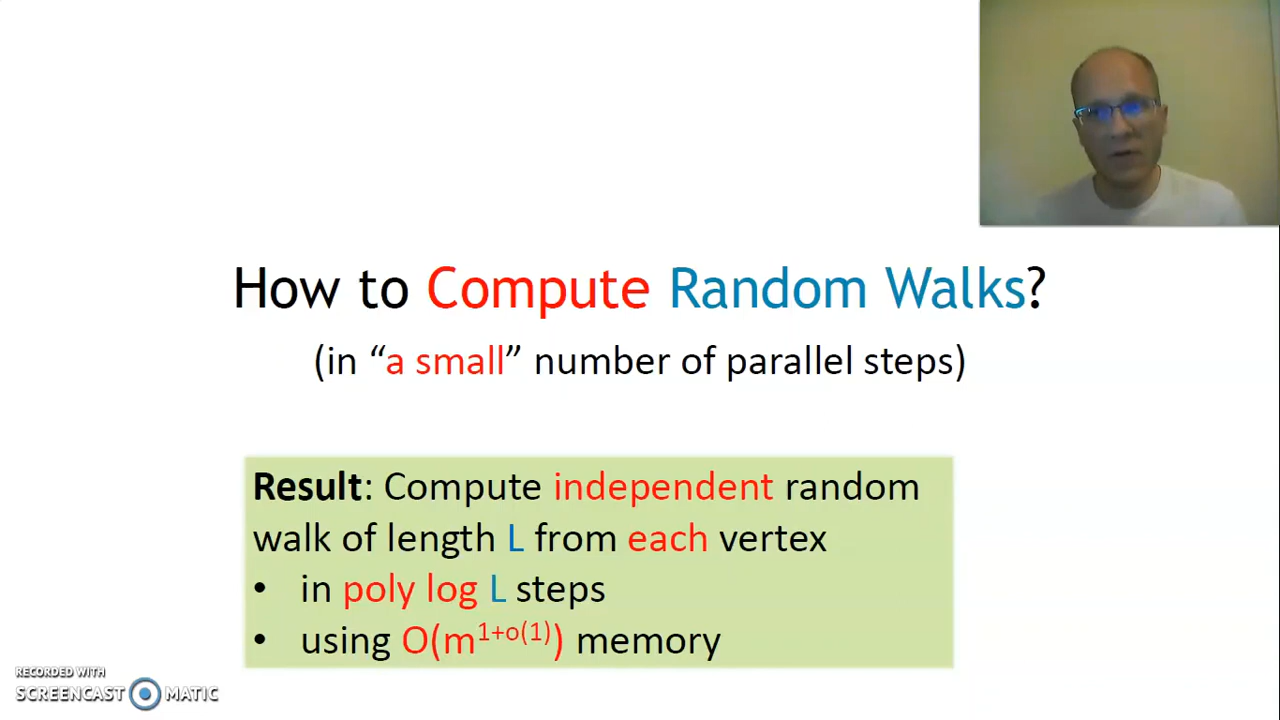 How to Compute Random Walks?
(in “a small” number of parallel steps)
Result: Compute independent random
walk of length L from each vertex
• in poly log L steps
• using O(m^{1+o(1)}) memory
RECORDED WITH
SCREENCAST MATIC